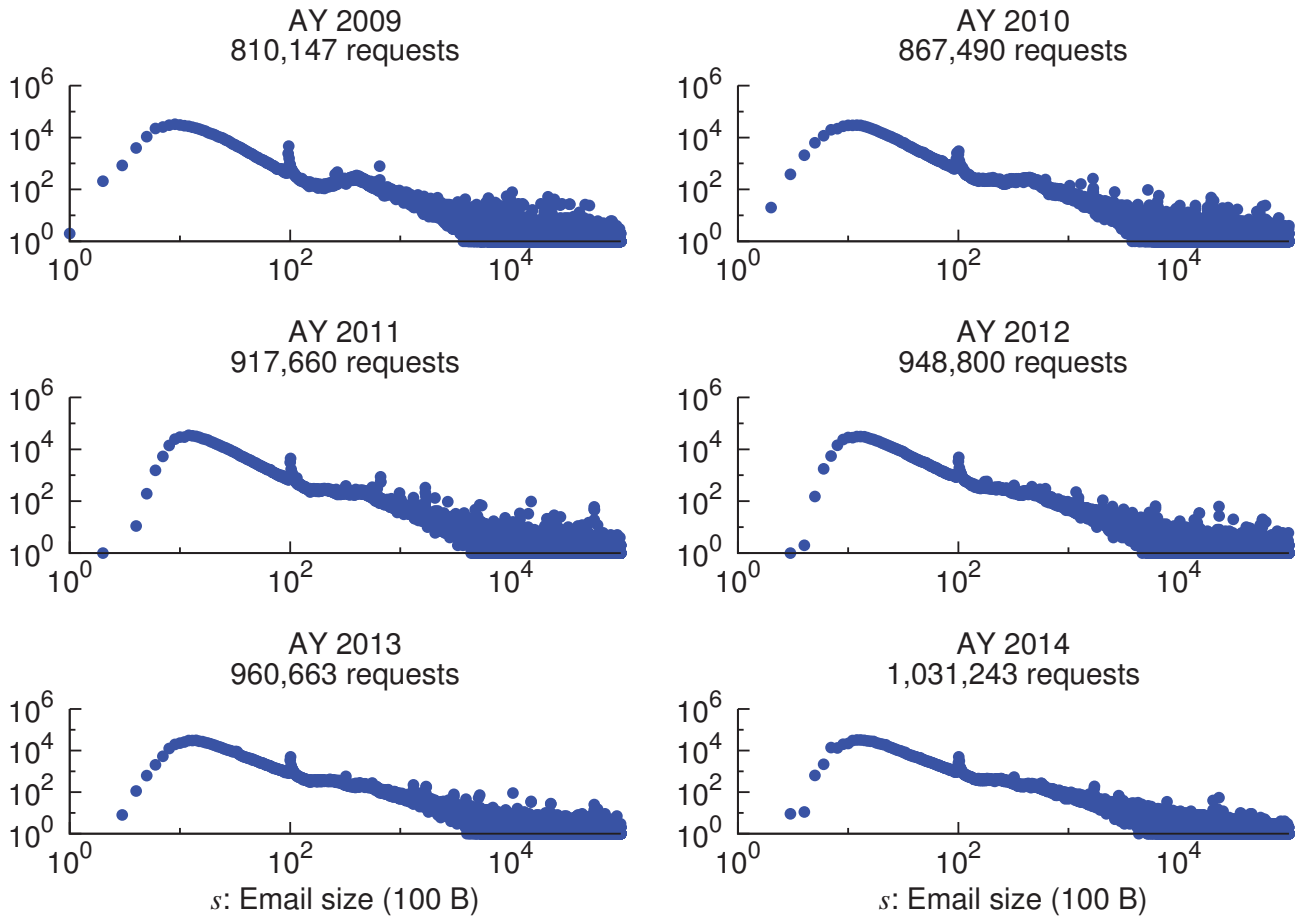 AY 2009
810,147 requests
10^6
10^4
10^2
10^0
10^0 10^2 10^4
AY 2010
867,490 requests
10^6
10^4
10^2
10^0
10^0 10^2 10^4
AY 2011
917,660 requests
10^6
10^4
10^2
10^0
10^0 10^2 10^4
AY 2012
948,800 requests
10^6
10^4
10^2
10^0
10^0 10^2 10^4
AY 2013
960,663 requests
10^6
10^4
10^2
10^0
10^0 10^2 10^4
s: Email size (100 B)
AY 2014
1,031,243 requests
10^6
10^4
10^2
10^0
10^0 10^2 10^4
s: Email size (100 B)